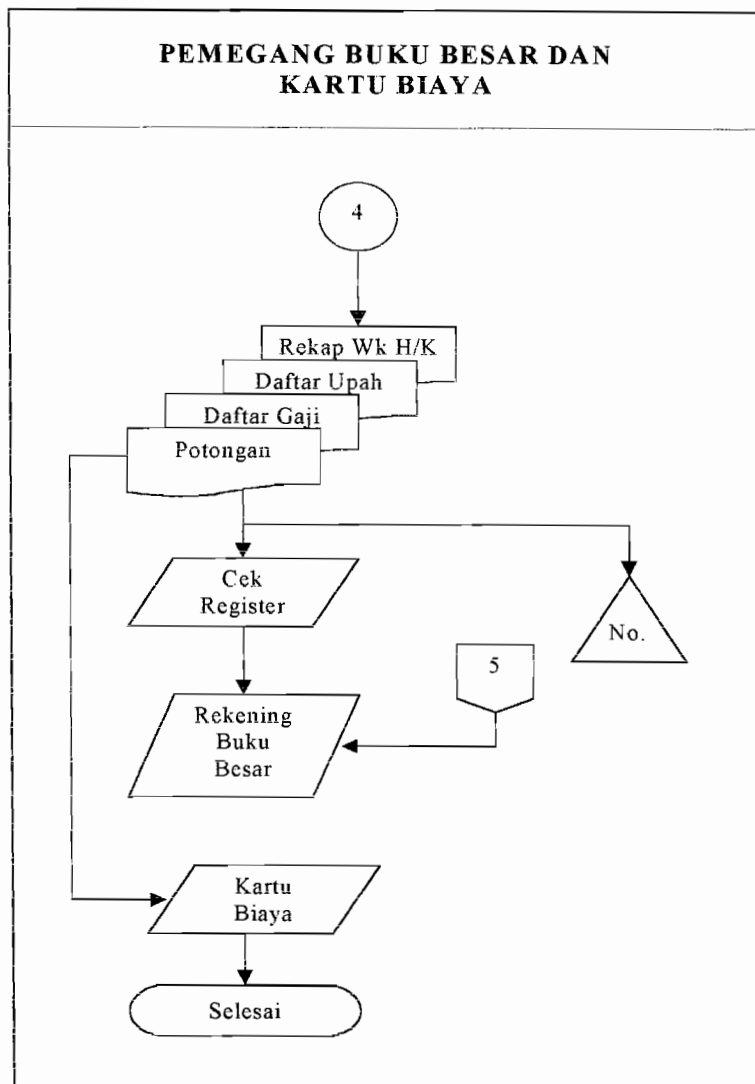 PEMEGANG BUKU BESAR DAN
KARTU BIAYA
4
Rekap Wk H/K
Daftar Upah
Daftar Gaji
Potongan
Cek
Register
No.
5
Rekening
Buku
Besar
Kartu
Biaya
Selesai